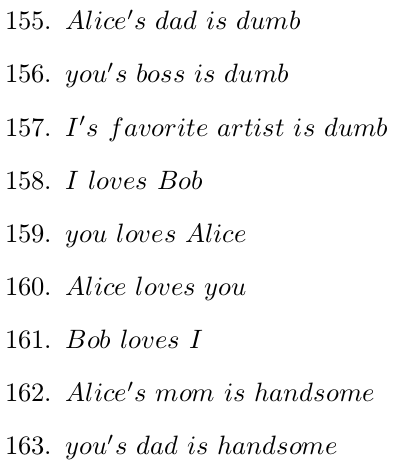 155. Alice's dad is dumb
156. you's boss is dumb
157. I's favorite artist is dumb
158. I loves Bob
159. you loves Alice
160. Alice loves you
161. Bob loves I
162. Alice's mom is handsome
163. you's dad is handsome